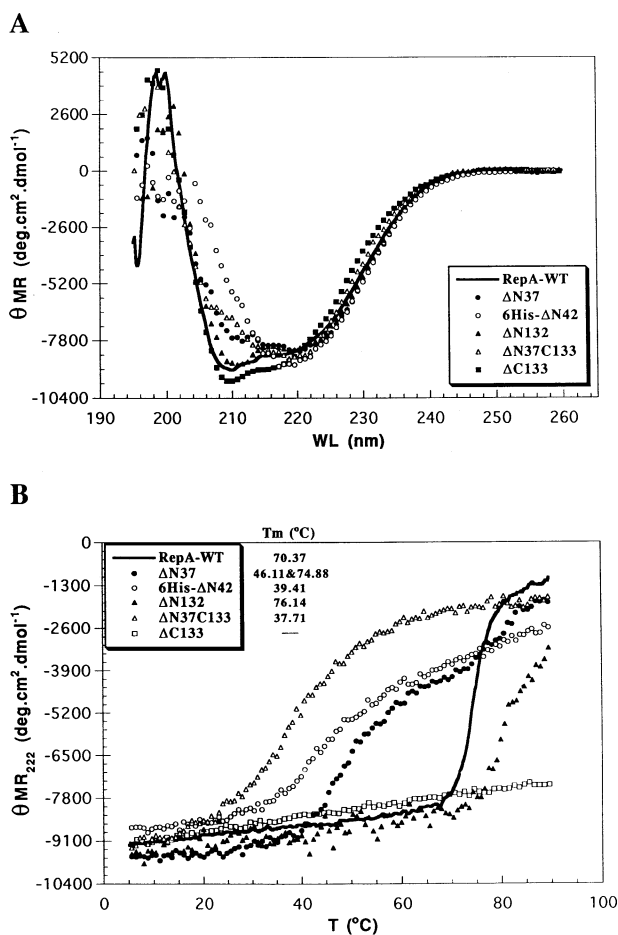 A
5200
2600
0
-2600
-5200
-7800
-10400
θ MR (deg.cm².dmol⁻¹)
RepA-WT
ΔN37
6His-ΔN42
ΔN132
ΔN37C133
ΔC133
190 200 210 220 230 240 250 260
WL (nm)
B
Tm (°C)
RepA-WT 70.37
ΔN37 46.11&74.88
6His-ΔN42 39.41
ΔN132 76.14
ΔN37C133 37.71
ΔC133 —
0
-1300
-2600
-3900
-5200
-6500
-7800
-9100
-10400
θ MR₂₂₂ (deg.cm².dmol⁻¹)
0 20 40 60 80 100
T (°C)